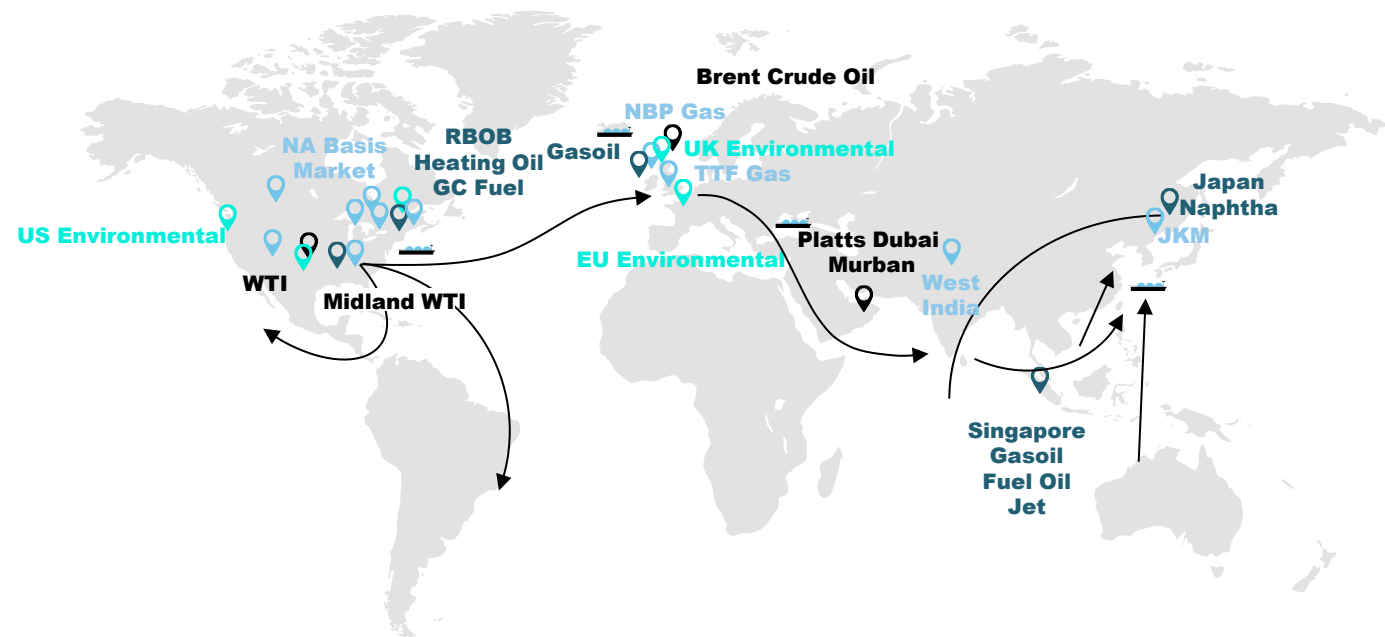 Brent Crude Oil
NBP Gas
RBOB
Heating Oil
GC Fuel
Gasoil
NA Basis
Market
UK Environmental
TTF Gas
Japan
Naphtha
JKM
US Environmental
Platts Dubai
Murban
EU Environmental
West
India
WTI
Midland WTI
Singapore
Gasoil
Fuel Oil
Jet